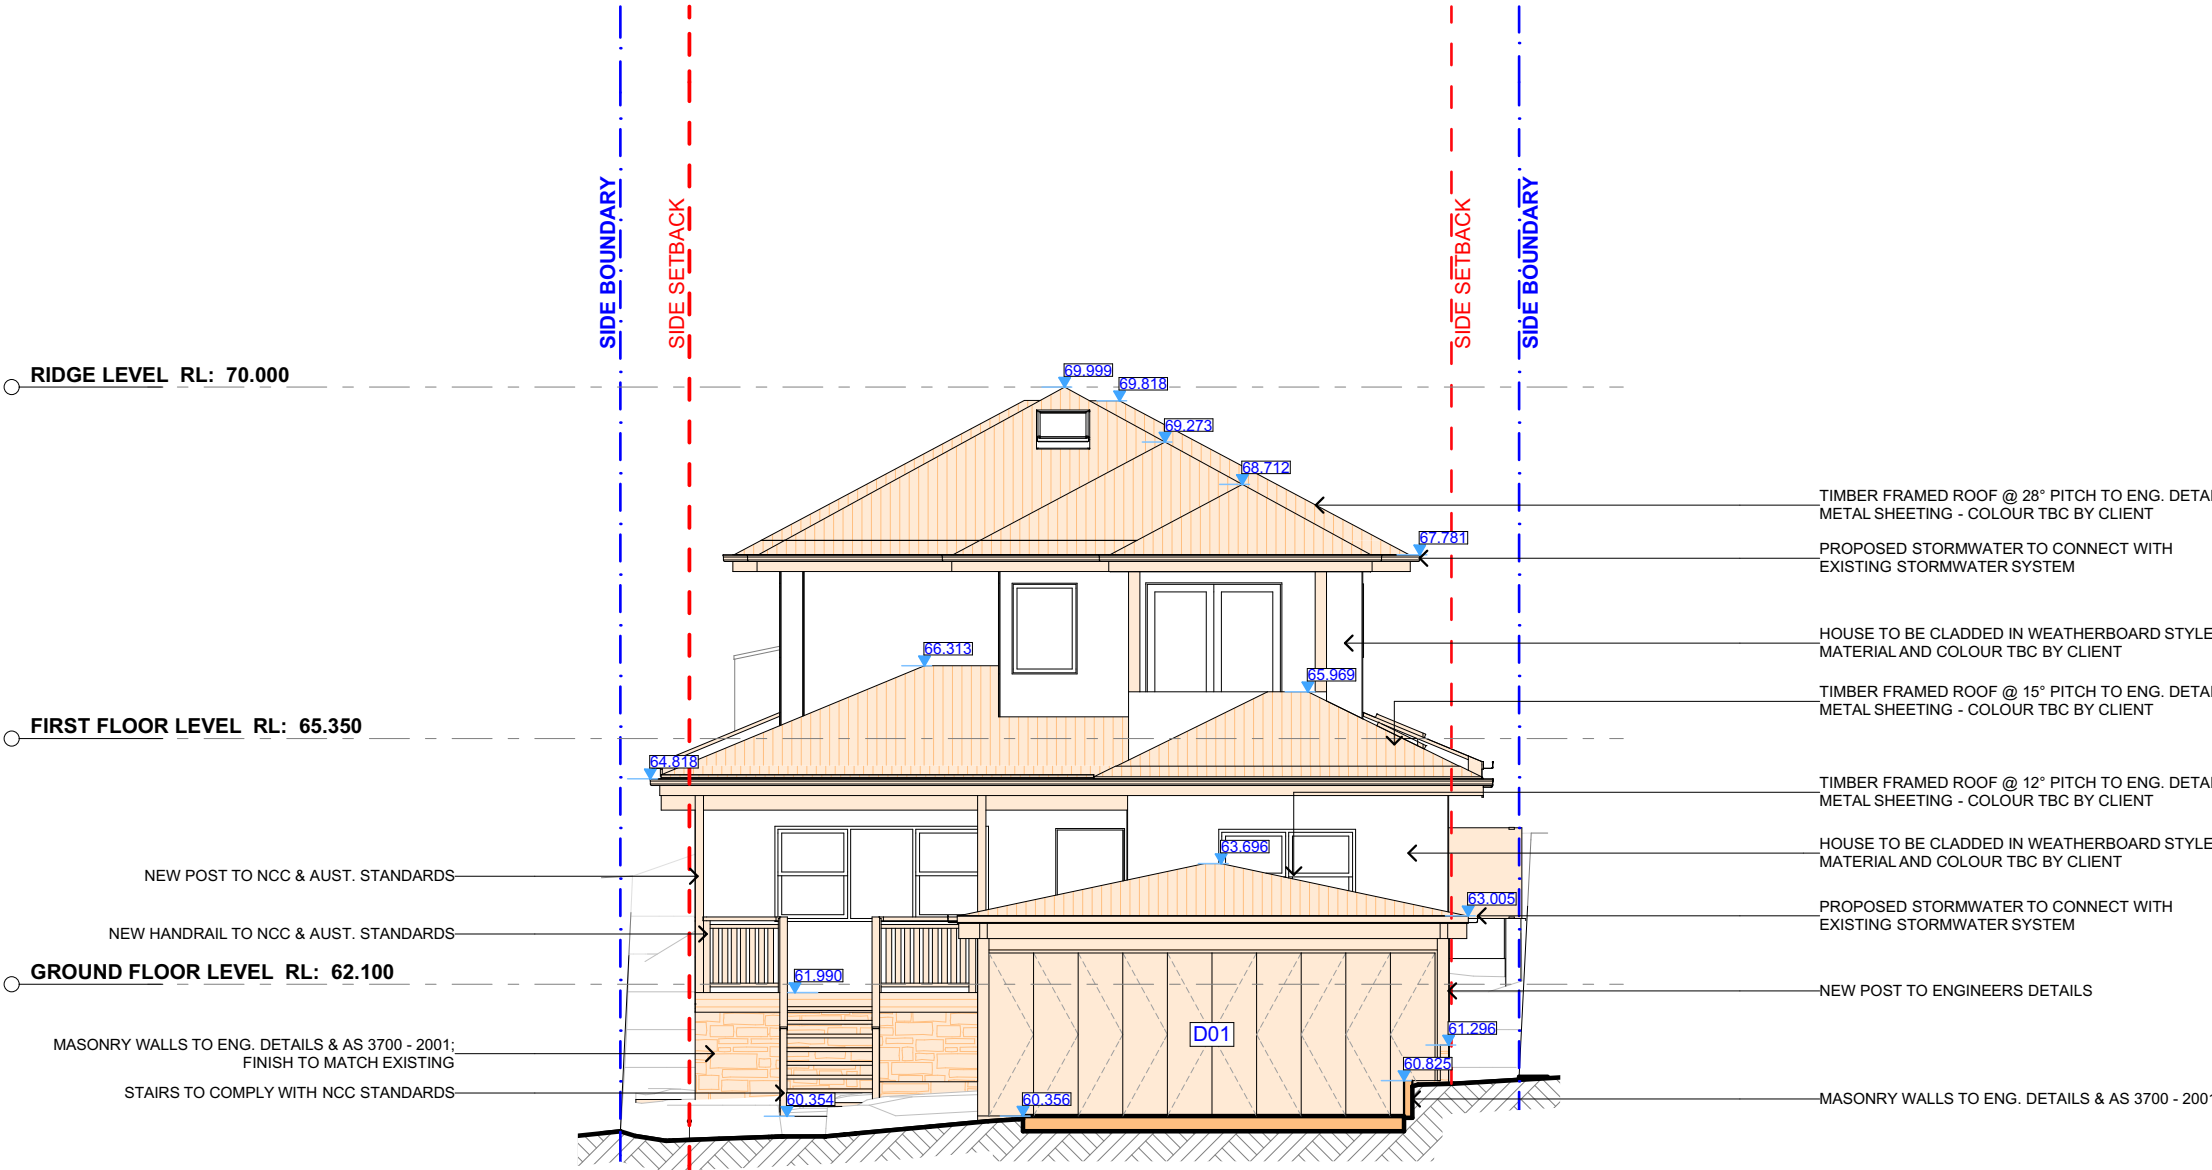 SIDE BOUNDARY
SIDE SETBACK
SIDE SETBACK
SIDE BOUNDARY
RIDGE LEVEL RL: 70.000
69.999
69.818
69.273
68.712
67.781
TIMBER FRAMED ROOF @ 28° PITCH TO ENG. DETAI
METAL SHEETING - COLOUR TBC BY CLIENT
PROPOSED STORMWATER TO CONNECT WITH
EXISTING STORMWATER SYSTEM
HOUSE TO BE CLADDED IN WEATHERBOARD STYLE
MATERIAL AND COLOUR TBC BY CLIENT
66.313
65.969
TIMBER FRAMED ROOF @ 15° PITCH TO ENG. DETAI
METAL SHEETING - COLOUR TBC BY CLIENT
FIRST FLOOR LEVEL RL: 65.350
64.818
TIMBER FRAMED ROOF @ 12° PITCH TO ENG. DETAI
METAL SHEETING - COLOUR TBC BY CLIENT
63.696
HOUSE TO BE CLADDED IN WEATHERBOARD STYLE
MATERIAL AND COLOUR TBC BY CLIENT
NEW POST TO NCC & AUST. STANDARDS
63.005
PROPOSED STORMWATER TO CONNECT WITH
EXISTING STORMWATER SYSTEM
NEW HANDRAIL TO NCC & AUST. STANDARDS
GROUND FLOOR LEVEL RL: 62.100
61.990
NEW POST TO ENGINEERS DETAILS
D01
61.296
MASONRY WALLS TO ENG. DETAILS & AS 3700 - 2001;
FINISH TO MATCH EXISTING
60.825
STAIRS TO COMPLY WITH NCC STANDARDS
60.354
60.356
MASONRY WALLS TO ENG. DETAILS & AS 3700 - 2001